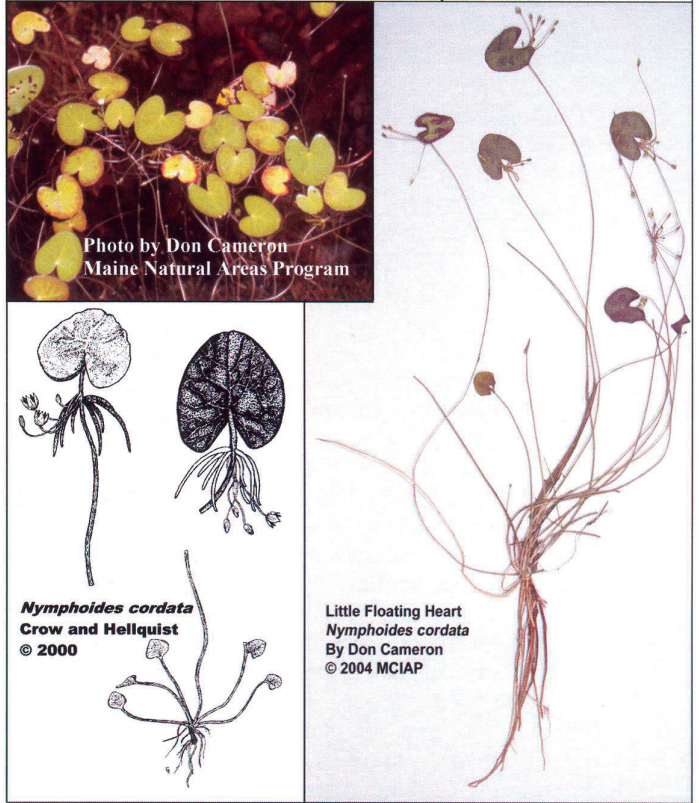 Photo by Don Cameron
Maine Natural Areas Program
Nymphoides cordata
Crow and Hellquist
© 2000
Little Floating Heart
Nymphoides cordata
By Don Cameron
© 2004 MCIAP